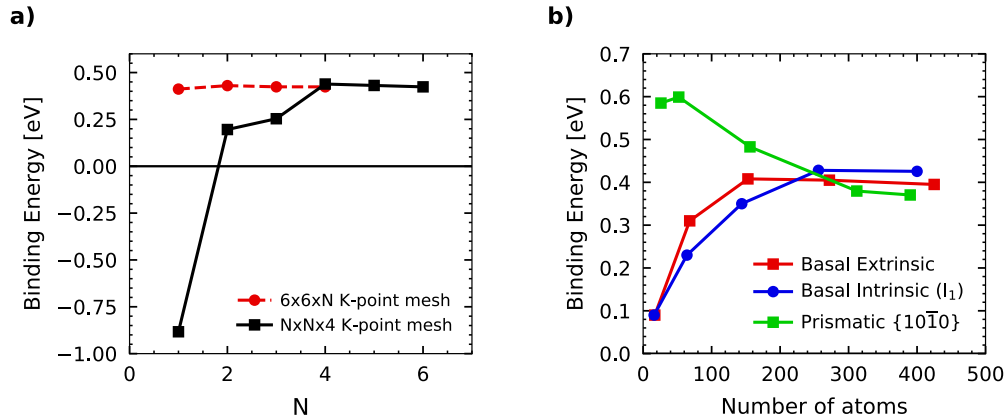 a)
Binding Energy [eV]
0.50
0.25
0.00
−0.25
−0.50
−0.75
−1.00
0
2
4
6
N
6x6xN K-point mesh
NxNx4 K-point mesh
b)
Binding Energy [eV]
0.7
0.6
0.5
0.4
0.3
0.2
0.1
0.0
0
100
200
300
400
500
Number of atoms
Basal Extrinsic
Basal Intrinsic (I₁)
Prismatic {101̅0}